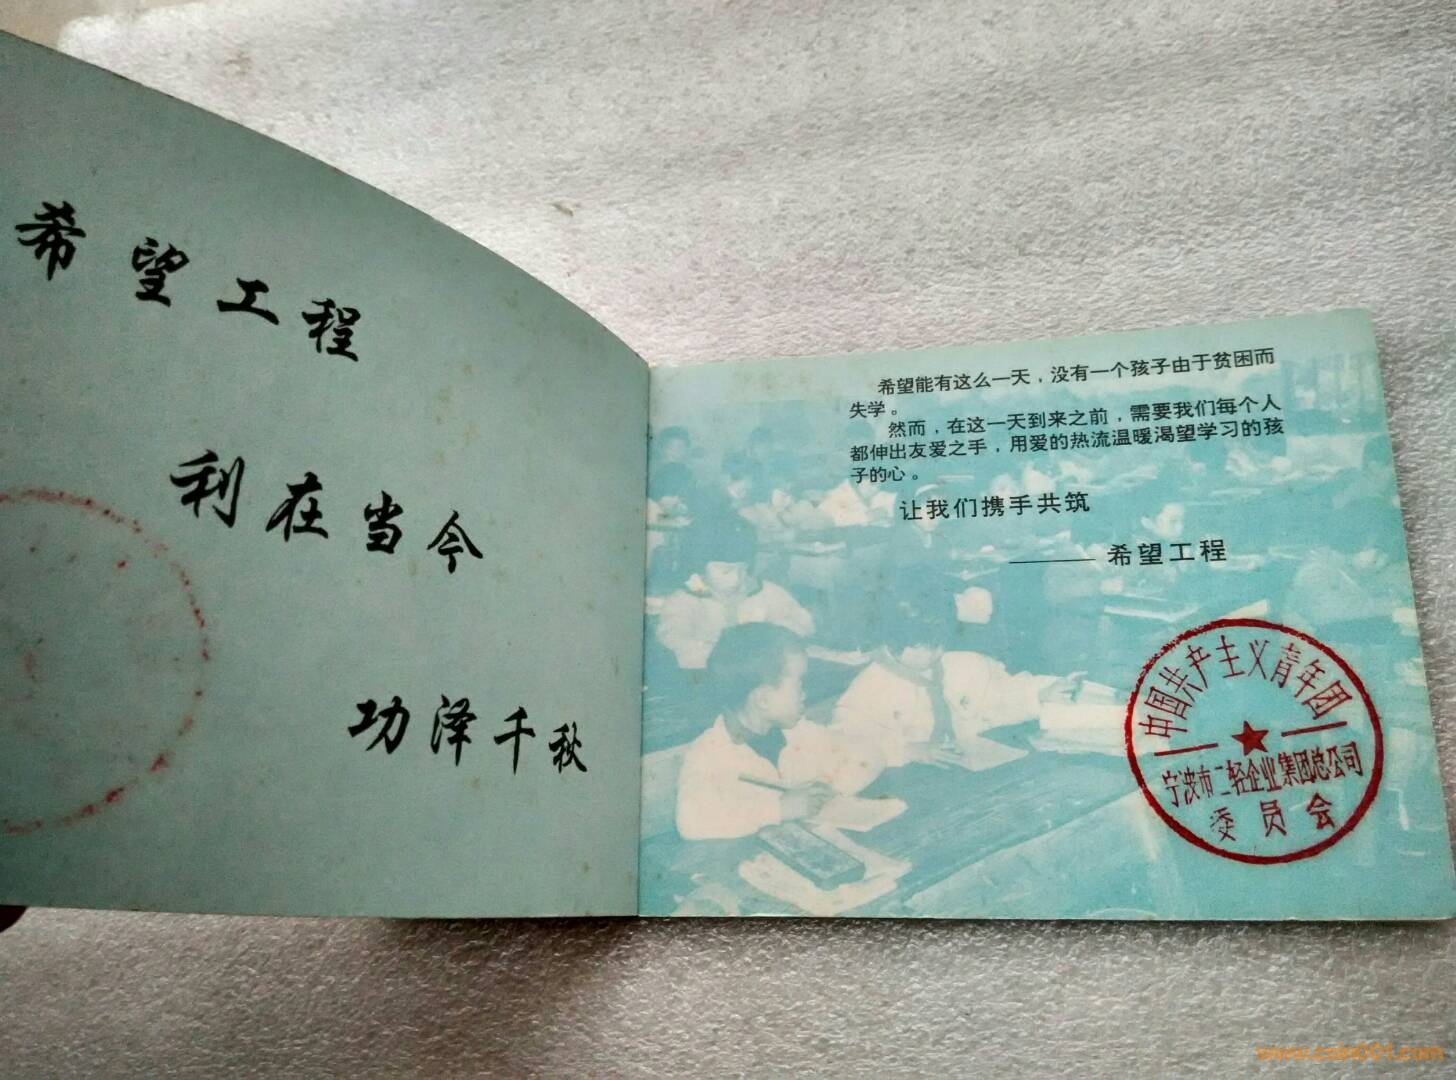 希望工程
利在当今
功泽千秋
希望能有这么一天，没有一个孩子由于贫困而
失学。
然而，在这一天到来之前，需要我们每个人
都伸出友爱之手，用爱的热流温暖渴望学习的孩
子的心。
让我们携手共筑
——— 希望工程
中国共产主义青年团
宁波市二轻企业集团总公司
委员会
www.coin001.com